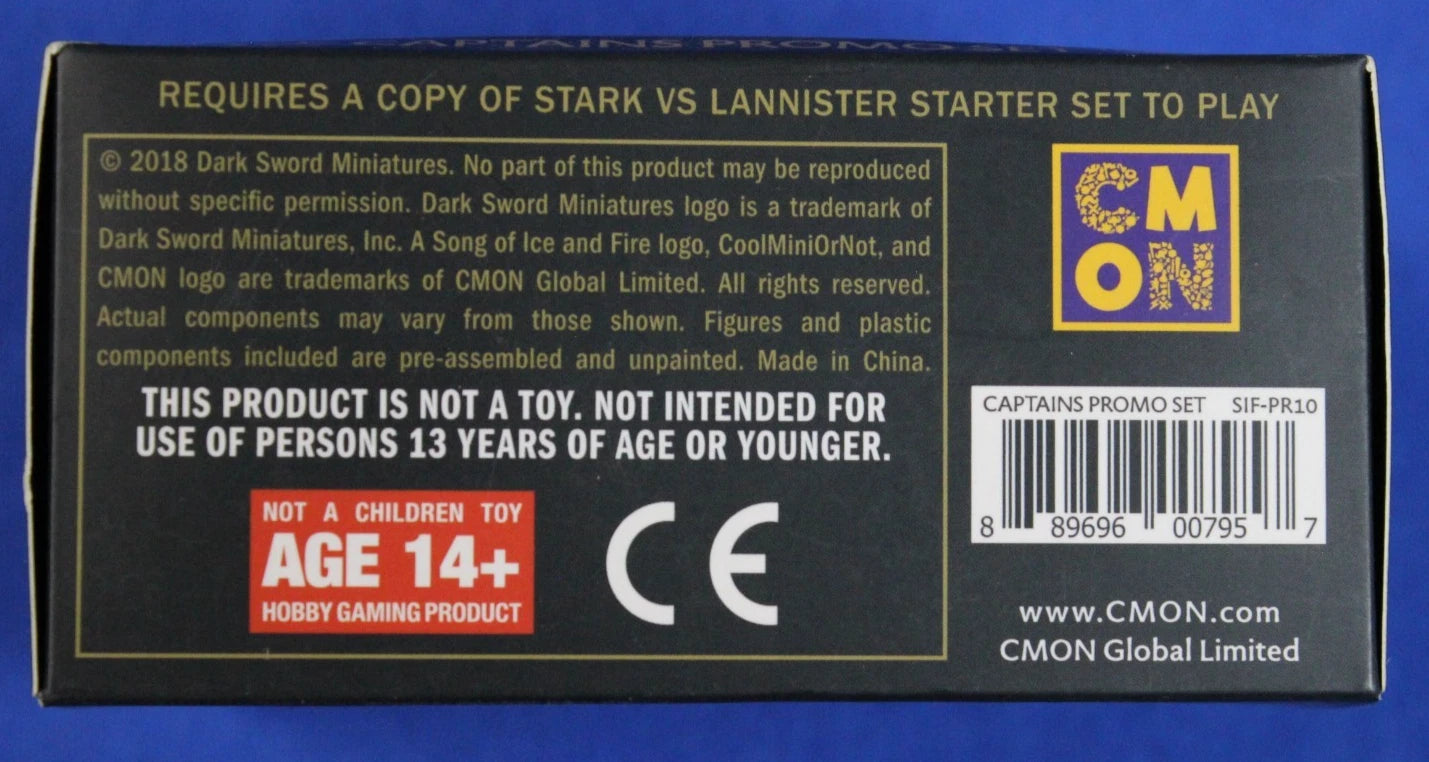 CAPTAINS PROMO SET
REQUIRES A COPY OF STARK VS LANNISTER STARTER SET TO PLAY
© 2018 Dark Sword Miniatures. No part of this product may be reproduced
without specific permission. Dark Sword Miniatures logo is a trademark of
Dark Sword Miniatures, Inc. A Song of Ice and Fire logo, CoolMiniOrNot, and
CMON logo are trademarks of CMON Global Limited. All rights reserved.
Actual components may vary from those shown. Figures and plastic
components included are pre-assembled and unpainted. Made in China.
THIS PRODUCT IS NOT A TOY. NOT INTENDED FOR
USE OF PERSONS 13 YEARS OF AGE OR YOUNGER.
NOT A CHILDREN TOY
AGE 14+
HOBBY GAMING PRODUCT
CE
CM
ON
CAPTAINS PROMO SET SIF-PR10
8 89696 00795 7
www.CMON.com
CMON Global Limited